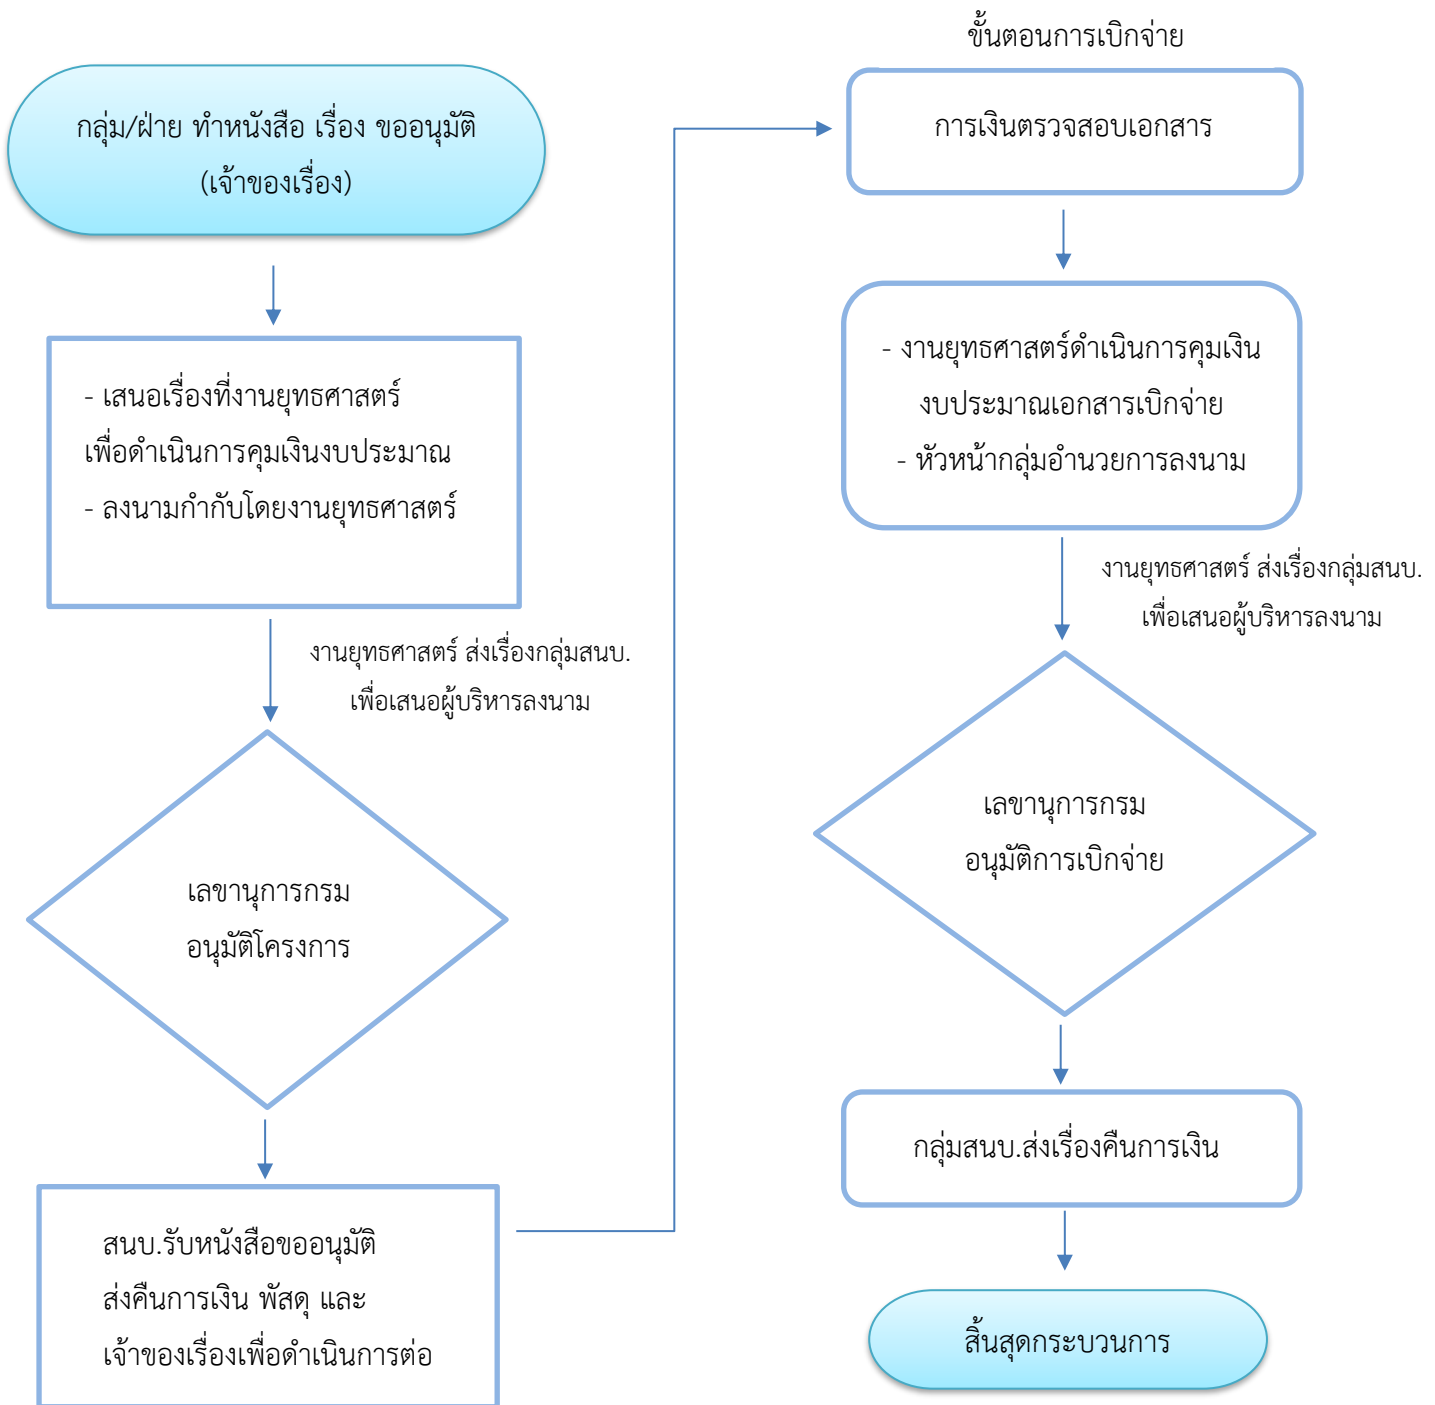 กลุ่ม/ฝ่าย ทำหนังสือ เรื่อง ขออนุมัติ
(เจ้าของเรื่อง)
- เสนอเรื่องที่งานยุทธศาสตร์
เพื่อดำเนินการคุมเงินงบประมาณ
- ลงนามกำกับโดยงานยุทธศาสตร์
งานยุทธศาสตร์ ส่งเรื่องกลุ่มสนบ.
เพื่อเสนอผู้บริหารลงนาม
เลขานุการกรม
อนุมัติโครงการ
สนบ.รับหนังสือขออนุมัติ
ส่งคืนการเงิน พัสดุ และ
เจ้าของเรื่องเพื่อดำเนินการต่อ
ขั้นตอนการเบิกจ่าย
การเงินตรวจสอบเอกสาร
- งานยุทธศาสตร์ดำเนินการคุมเงิน
งบประมาณเอกสารเบิกจ่าย
- หัวหน้ากลุ่มอำนวยการลงนาม
งานยุทธศาสตร์ ส่งเรื่องกลุ่มสนบ.
เพื่อเสนอผู้บริหารลงนาม
เลขานุการกรม
อนุมัติการเบิกจ่าย
กลุ่มสนบ.ส่งเรื่องคืนการเงิน
สิ้นสุดกระบวนการ